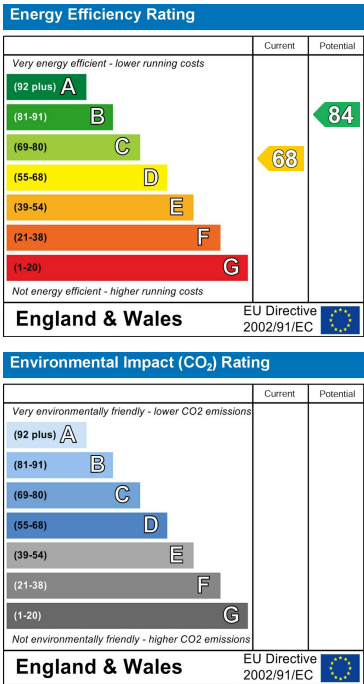 Energy Efficiency Rating
Current Potential
Very energy efficient - lower running costs
(92 plus) A
(81-91) B
84
(69-80) C
68
(55-68) D
(39-54) E
(21-38) F
(1-20) G
Not energy efficient - higher running costs
England & Wales
EU Directive
2002/91/EC
Environmental Impact (CO₂) Rating
Current Potential
Very environmentally friendly - lower CO2 emissions
(92 plus) A
(81-91) B
(69-80) C
(55-68) D
(39-54) E
(21-38) F
(1-20) G
Not environmentally friendly - higher CO2 emissions
England & Wales
EU Directive
2002/91/EC